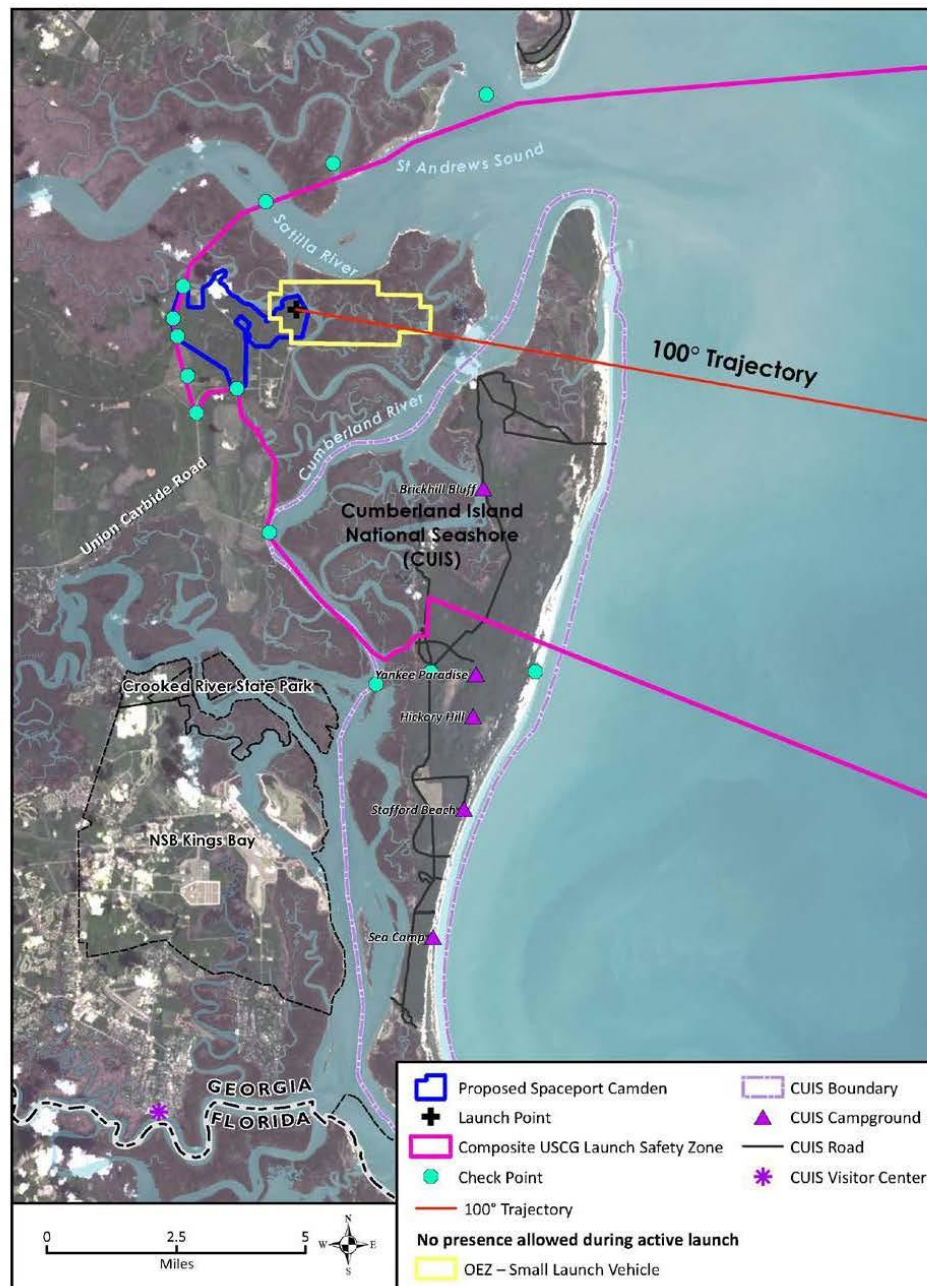 St Andrews Sound
Satilla River
100° Trajectory
Cumberland River
Union Carbide Road
Brickhill Bluff
Cumberland Island
National Seashore
(CUIS)
Yankee Paradise
Crooked River State Park
Hickory Hill
Stafford Beach
NSB Kings Bay
Sea Camp
GEORGIA
FLORIDA
Proposed Spaceport Camden
Launch Point
Composite USCG Launch Safety Zone
Check Point
100° Trajectory
No presence allowed during active launch
OEZ – Small Launch Vehicle
CUIS Boundary
CUIS Campground
CUIS Road
CUIS Visitor Center
0 2.5 5
Miles
N
W E
S